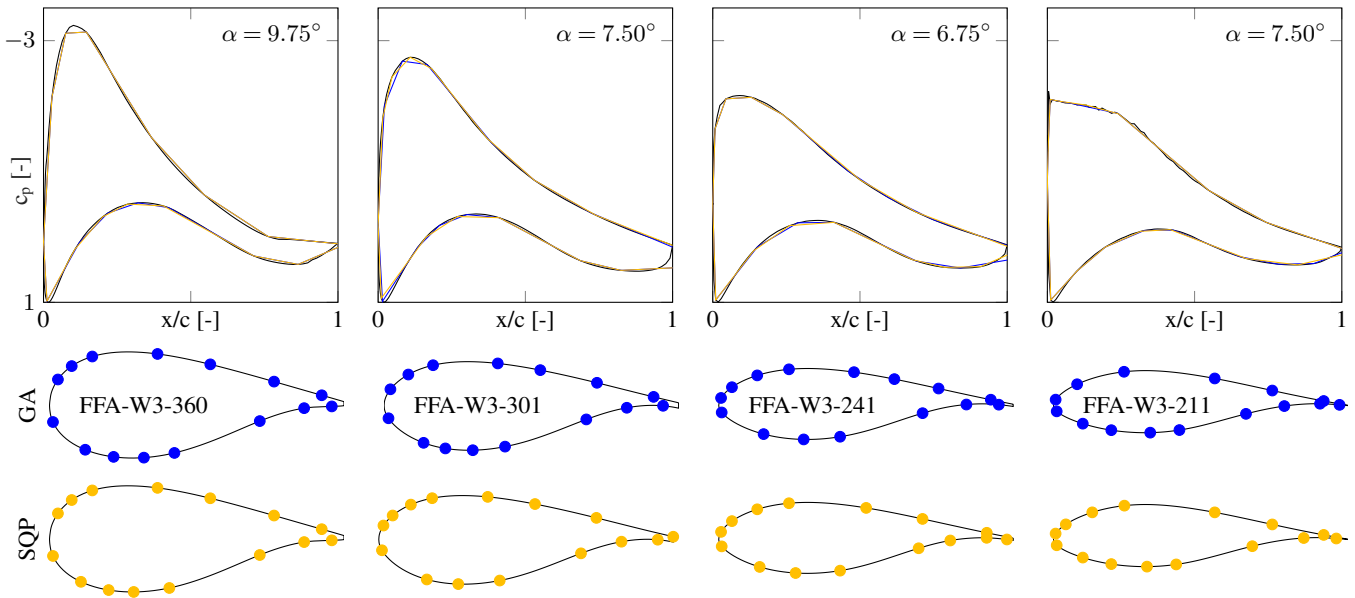 α = 9.75°
α = 7.50°
α = 6.75°
α = 7.50°
−3
c_p [-]
1
0 x/c [-] 1
0 x/c [-] 1
0 x/c [-] 1
0 x/c [-] 1
GA
FFA-W3-360
FFA-W3-301
FFA-W3-241
FFA-W3-211
SQP